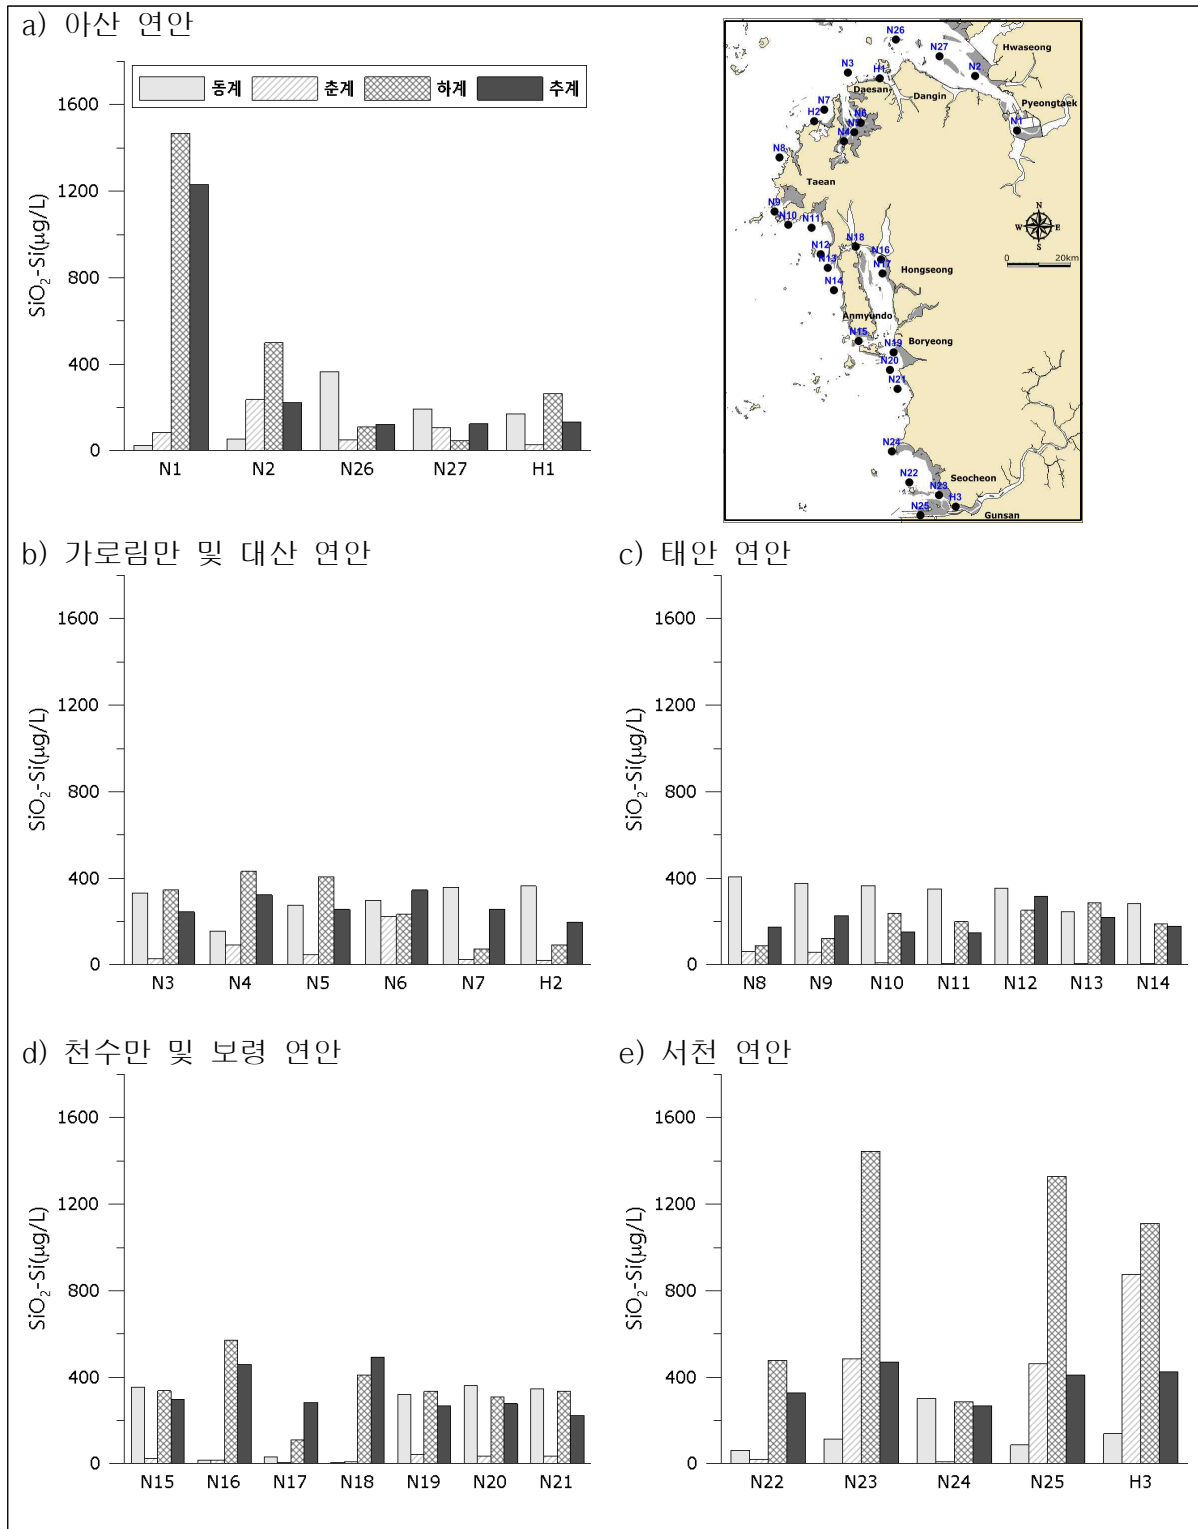 a) 아산 연안
동계 춘계 하계 추계
SiO2-Si(μg/L)
1600
1200
800
400
0
N1 N2 N26 N27 H1
N26
N27
Hwaseong
N3
H1
N2
Daesan
Dangin
Pyeongtaek
N7
H2
N6
N5
N4
N1
N8
Taean
N9
N10
N11
N
W E
S
0 20km
N18
N12
N16
N13
N17
Hongseong
N14
Anmyundo
N15
Boryeong
N19
N20
N21
N24
Seocheon
N22
N23
H3
N25
Gunsan
b) 가로림만 및 대산 연안
SiO2-Si(μg/L)
1600
1200
800
400
0
N3 N4 N5 N6 N7 H2
c) 태안 연안
SiO2-Si(μg/L)
1600
1200
800
400
0
N8 N9 N10 N11 N12 N13 N14
d) 천수만 및 보령 연안
SiO2-Si(μg/L)
1600
1200
800
400
0
N15 N16 N17 N18 N19 N20 N21
e) 서천 연안
SiO2-Si(μg/L)
1600
1200
800
400
0
N22 N23 N24 N25 H3